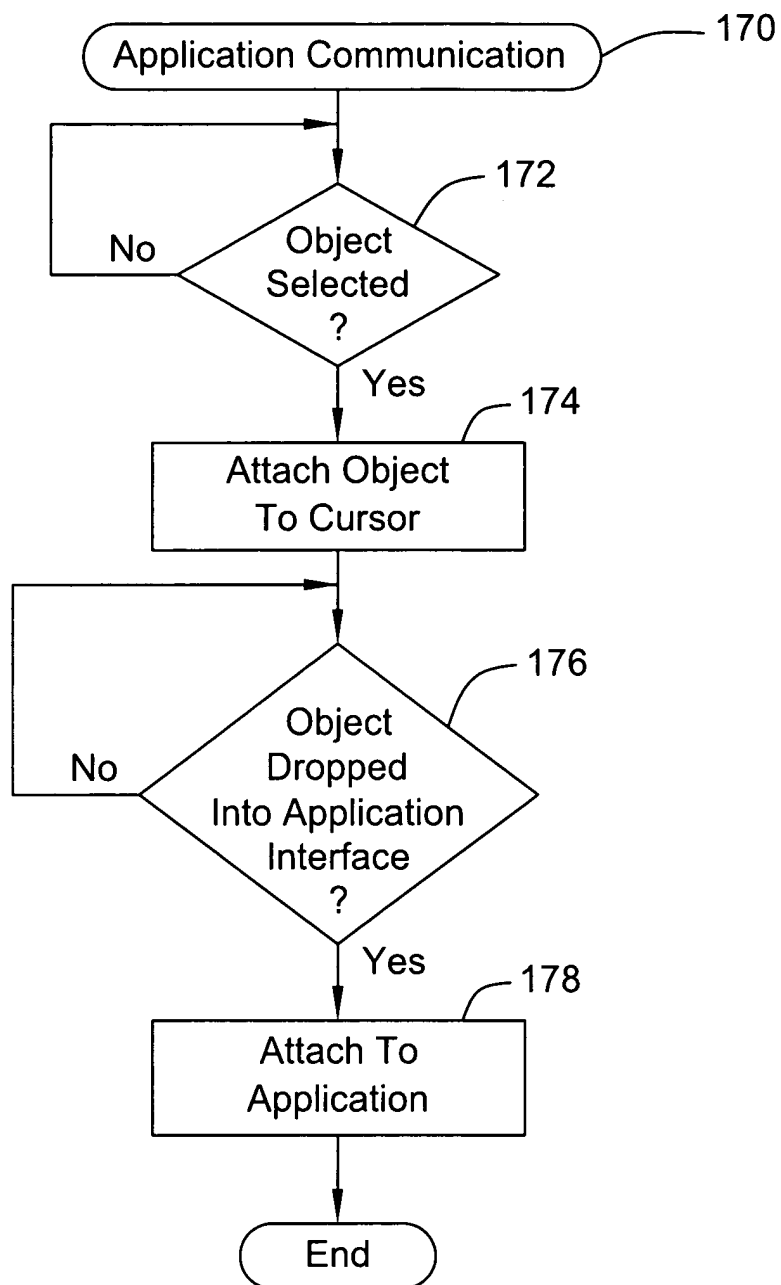 170
Application Communication
172
Object
Selected
?
No
Yes
174
Attach Object
To Cursor
176
Object
Dropped
Into Application
Interface
?
No
Yes
178
Attach To
Application
End